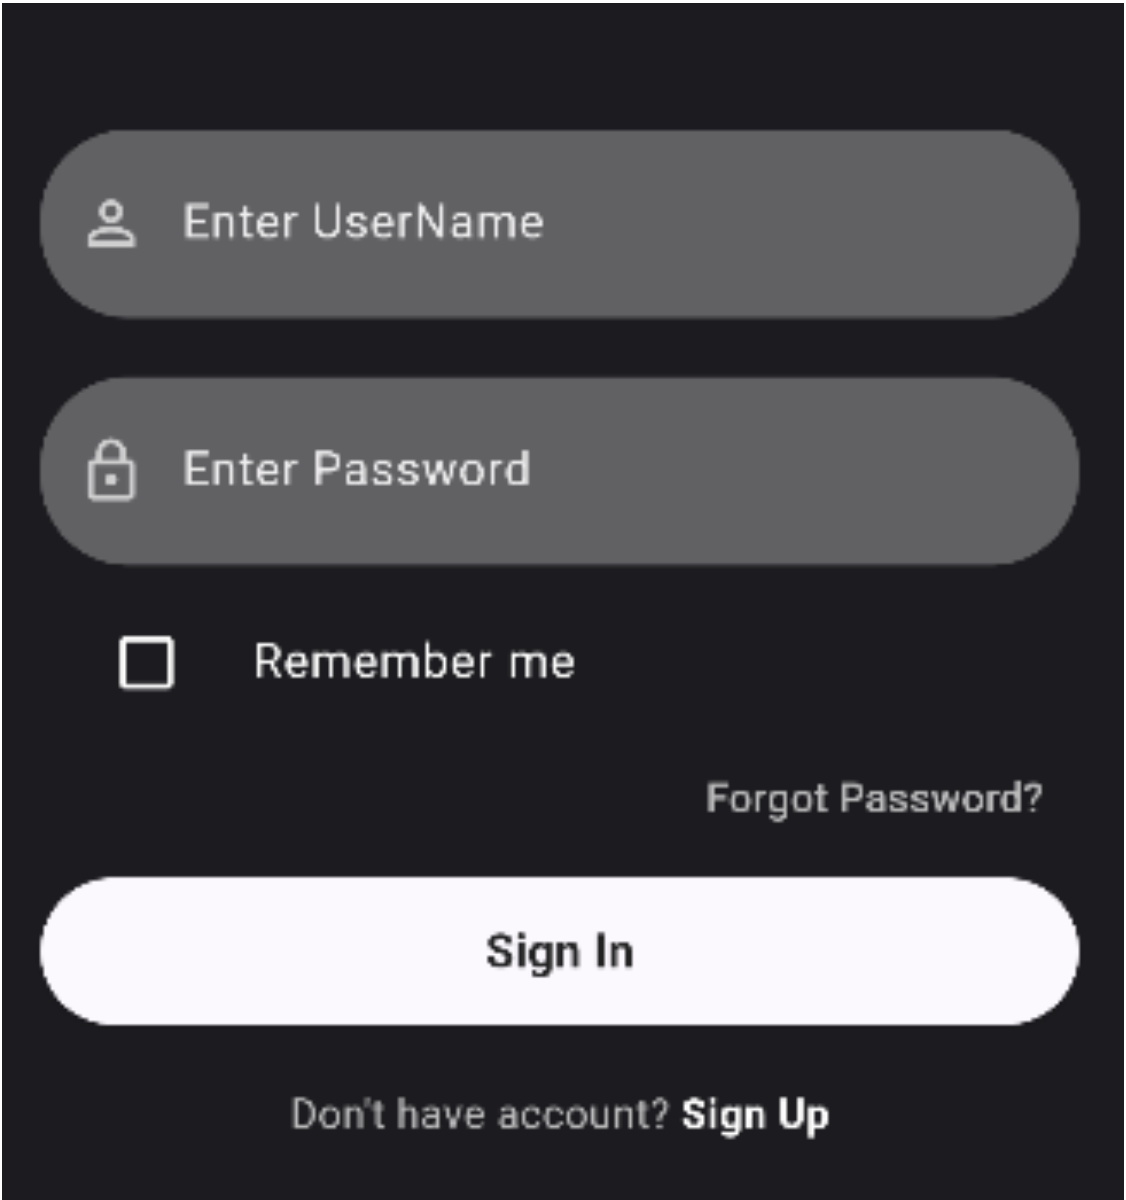 Enter UserName
Enter Password
Remember me
Forgot Password?
Sign In
Don't have account? Sign Up